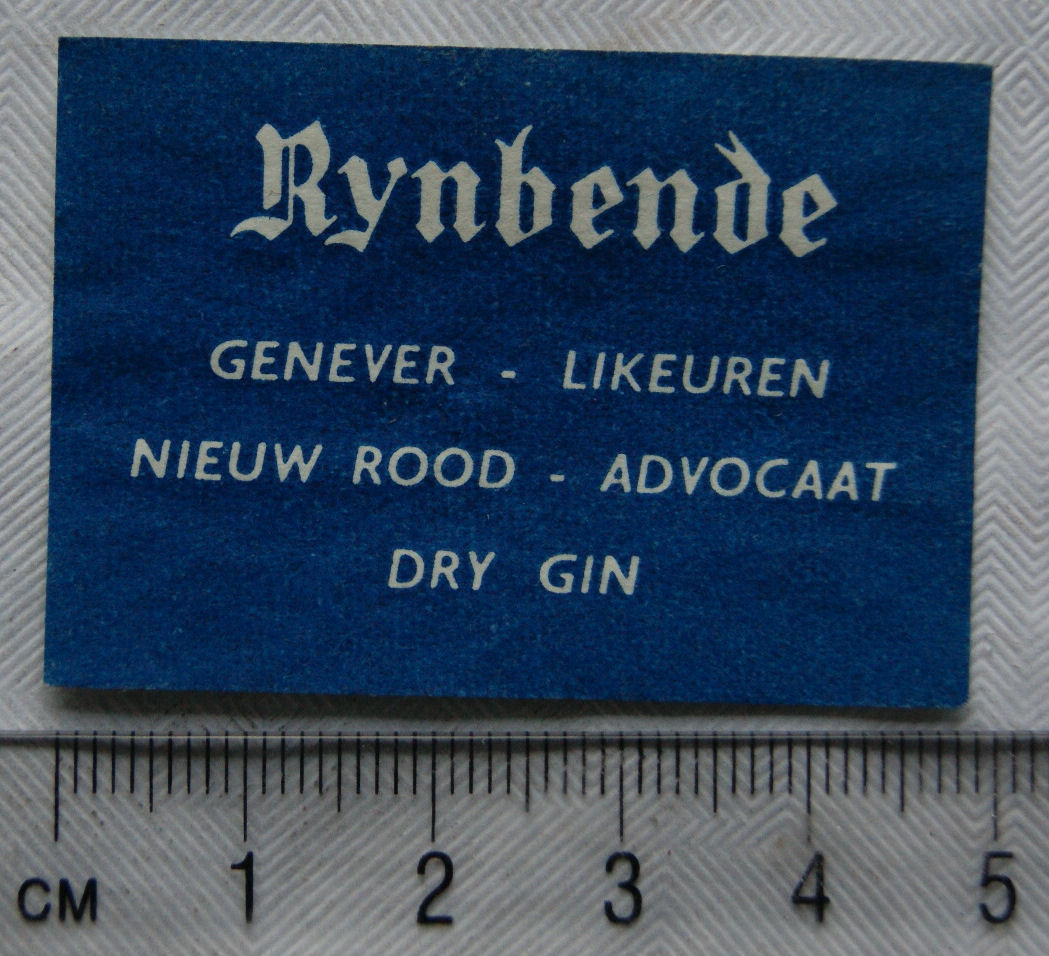 Rynbende
GENEVER - LIKEUREN
NIEUW ROOD - ADVOCAAT
DRY GIN
CM 1 2 3 4 5